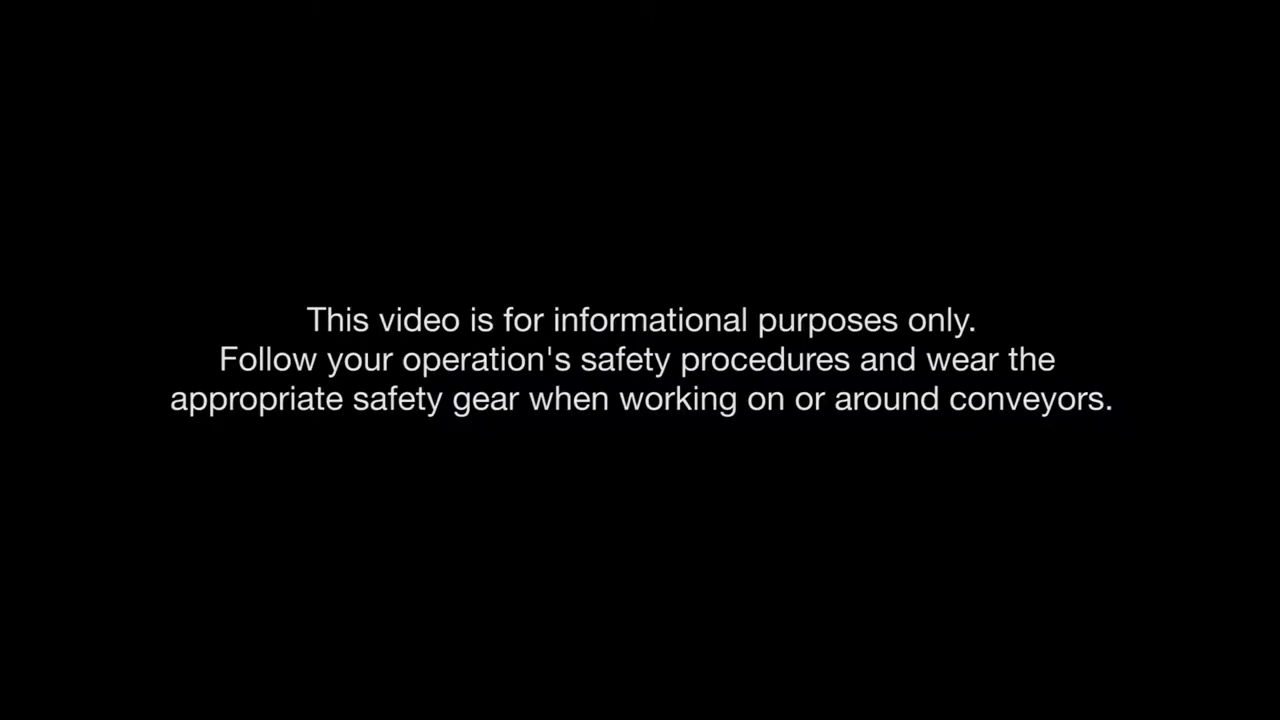 This video is for informational purposes only.
Follow your operation's safety procedures and wear the
appropriate safety gear when working on or around conveyors.